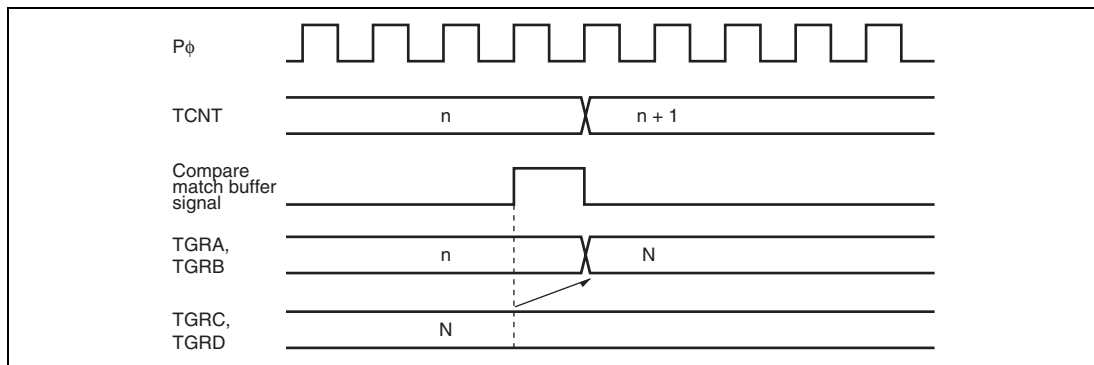 Pφ
TCNT
n
n + 1
Compare
match buffer
signal
TGRA,
TGRB
n
N
TGRC,
TGRD
N